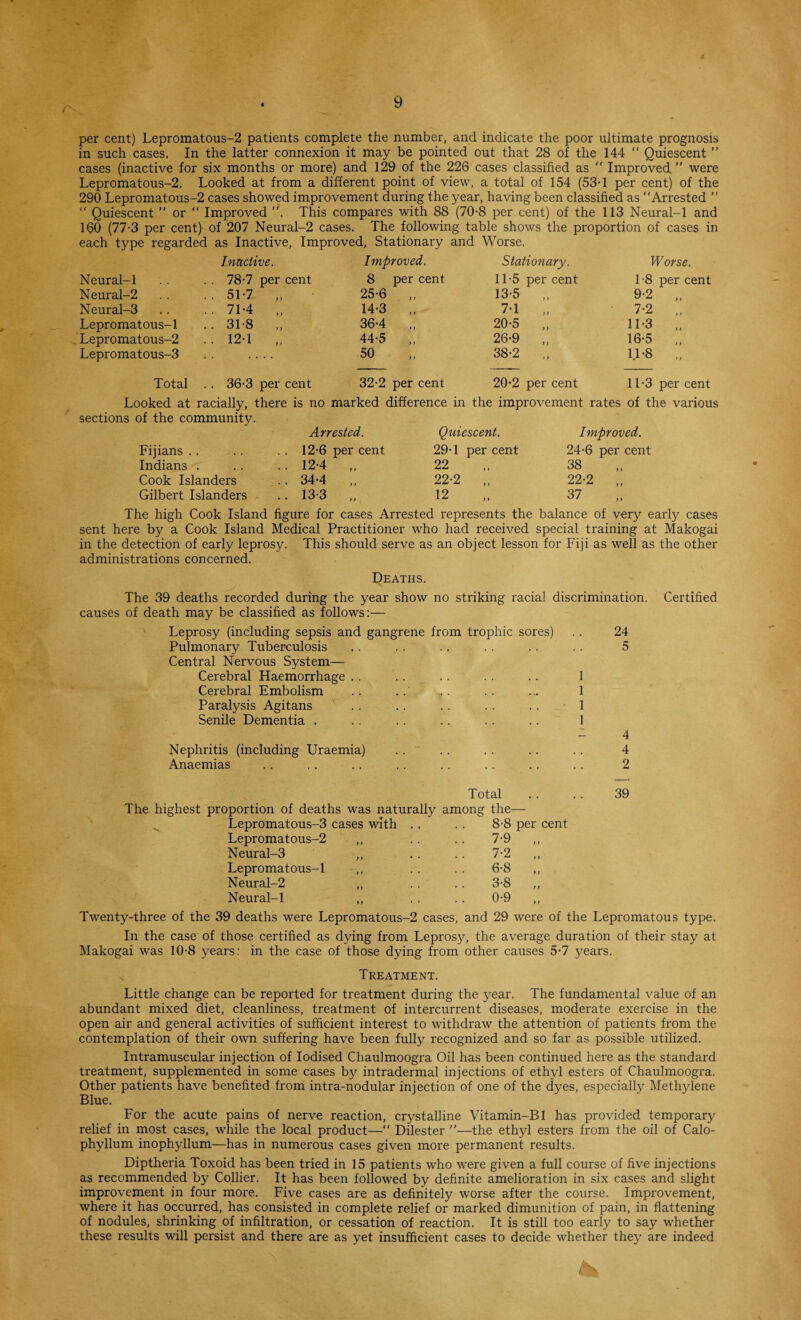 9
per cent) Lepromatous-2 patients complete the number, and indicate the poor ultimate prognosis
in such cases. In the latter connexion it may be pointed out that 28 of the 144 “ Quiescent ”
cases (inactive for six months or more) and 129 of the 226 cases classified as “ Improved ” were
Lepromatous-2. Looked at from a different point of view, a total of 154 (53·1 per cent) of the
290 Lepromatous-2 cases showed improvement during the year, having been classified as “Arrested ”
“ Quiescent ” or “ Improved ”. This compares with 88 (70·8 per cent) of the 113 Neural-1 and
160 (77·3 per cent) of 207 Neural-2 cases. The following table shows the proportion of cases in
each type regarded as Inactive, Improved, Stationary and Worse.
Inactive. Improved. Stationary. Worse.
Neural-1 .. .. 78·7 per cent 8 per cent 11·5 per cent 1·8 per cent
Neural-2 .. .. 51·7 ,, 25·6 ,, 13·5 ,, 9·2 ,,
Neural-3 .. .. 71·4 ,, 14·3 ,, 7·1 ,, 7·2 ,,
Lepromatous-1 .. 31·8 ,, 36·4 ,, 20·5 ,, 11·3 ,,
Lepromatous-2 .. 12·1 ,, 44·5 ,, 26·9 ,, 16·5 ,,
Lepromatous-3 .. .... 50 ,, 38·2 ,, 11·8 ,,
Total .. 36·3 per cent 32·2 per cent 20·2 per cent 11·3 per cent
Looked at racially, there is no marked difference in the improvement rates of the various
sections of the community.
Arrested. Quiescent. Improved.
Fijians .. .. .. 12·6 per cent 29·1 per cent 24·6 per cent
Indians . .. .. 12·4 ,, 22 ,, 38 ,,
Cook Islanders .. 34·4 ,, 22·2 ,, 22·2 ,,
Gilbert Islanders .. 13·3 ,, 12 ,, 37 ,,
The high Cook Island figure for cases Arrested represents the balance of very early cases
sent here by a Cook Island Medical Practitioner who had received special training at Makogai
in the detection of early leprosy. This should serve as an object lesson for Fiji as well as the other
administrations concerned.
Deaths.
The 39 deaths recorded during the year show no striking racial discrimination. Certified
causes of death may be classified as follows:—
Leprosy (including sepsis and gangrene from trophic sores) .. 24
Pulmonary Tuberculosis .. .. .. .. .. .. 5
Central Nervous System—
Cerebral Haemorrhage .. .. .. .. .. 1
Cerebral Embolism .. .. .. .. ... 1
Paralysis Agitans .. .. .. .. .. 1
Senile Dementia . .. .. .. .. .. 1
– 4
Nephritis (including Uraemia) .. .. .. .. .. 4
Anaemias .. .. .. .. .. .. .. .. 2
Total .. .. 39
The highest proportion of deaths was naturally among the—
Lepromatous-3 cases with .. .. 8·8 per cent
Lepromatous-2 ,, .. .. 7·9 ,,
Neural-3 ,, .. .. 7·2 ,,
Lepromatous-1 ,, .. .. 6·8 ,,
Neural-2 ,, .. .. 3·8 ,,
Neural-1 ,, .. .. 0·9 ,,
Twenty-three of the 39 deaths were Lepromatous-2 cases, and 29 were of the Lepromatous type.
In the case of those certified as dying from Leprosy, the average duration of their stay at
Makogai was 10·8 years: in the case of those dying from other causes 5·7 years.
Treatment.
Little change can be reported for treatment during the year. The fundamental value of an
abundant mixed diet, cleanliness, treatment of intercurrent diseases, moderate exercise in the
open air and general activities of sufficient interest to withdraw the attention of patients from the
contemplation of their own suffering have been fully recognized and so far as possible utilized.
Intramuscular injection of Iodised Chaulmoogra Oil has been continued here as the standard
treatment, supplemented in some cases by intradermal injections of ethyl esters of Chaulmoogra.
Other patients have benefited from intra-nodular injection of one of the dyes, especially Methylene
Blue.
For the acute pains of nerve reaction, crystalline Vitamin-B1 has provided temporary
relief in most cases, while the local product—“ Dilester ”—the ethyl esters from the oil of Calo-
phyllum inophyllum—has in numerous cases given more permanent results.
Diptheria Toxoid has been tried in 15 patients who were given a full course of five injections
as recommended by Collier. It has been followed by definite amelioration in six cases and slight
improvement in four more. Five cases are as definitely worse after the course. Improvement,
where it has occurred, has consisted in complete relief or marked dimunition of pain, in flattening
of nodules, shrinking of infiltration, or cessation of reaction. It is still too early to say whether
these results will persist and there are as yet insufficient cases to decide whether they are indeed